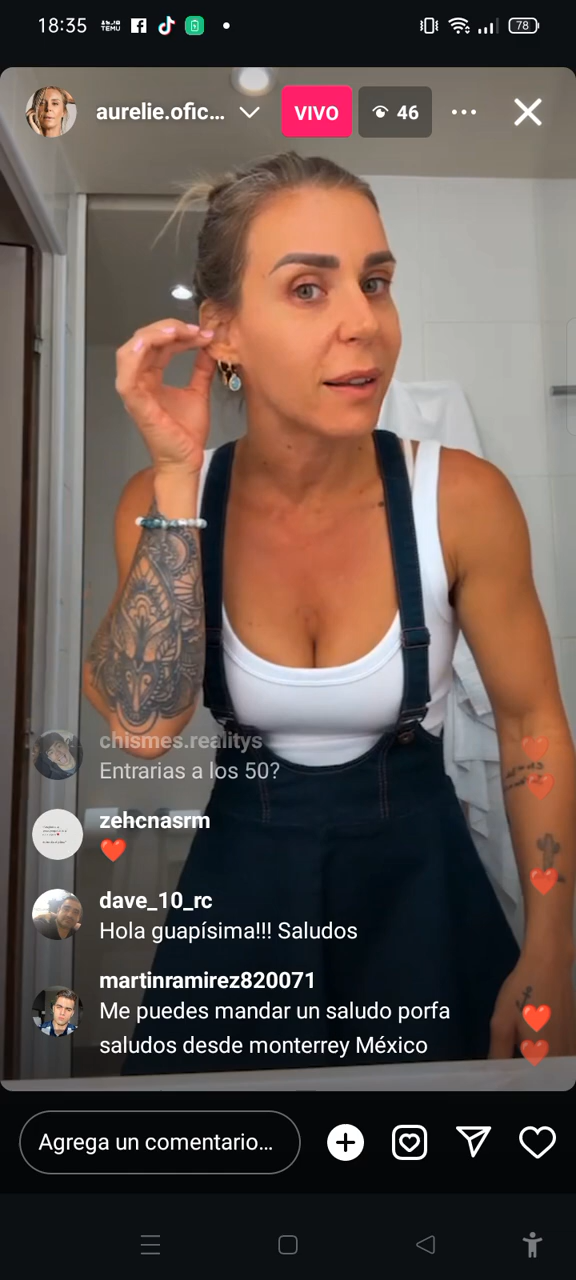 18:35
TEMU
78
aurelie.ofic...
VIVO
46
chismes.realitys
Entrarias a los 50?
zehcnasrm
dave_10_rc
Hola guapísima!!! Saludos
martinramirez820071
Me puedes mandar un saludo porfa
saludos desde monterrey México
Agrega un comentario...